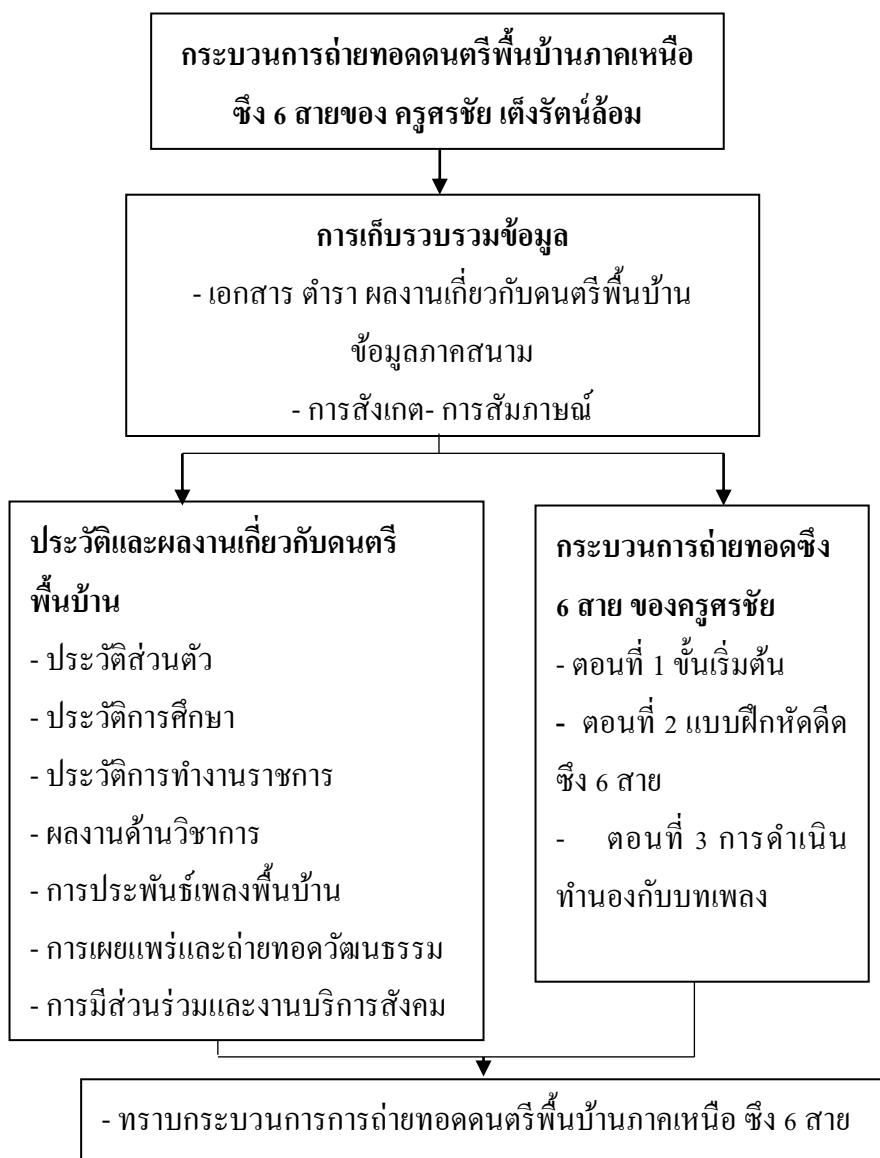 กระบวนการถ่ายทอดดนตรีพื้นบ้านภาคเหนือ
ซึง 6 สายของ ครูศรชัย เต็งรัตน์ล้อม
การเก็บรวบรวมข้อมูล
- เอกสาร ตำรา ผลงานเกี่ยวกับดนตรีพื้นบ้าน
ข้อมูลภาคสนาม
- การสังเกต- การสัมภาษณ์
ประวัติและผลงานเกี่ยวกับดนตรี
พื้นบ้าน
- ประวัติส่วนตัว
- ประวัติการศึกษา
- ประวัติการทำงานราชการ
- ผลงานด้านวิชาการ
- การประพันธ์เพลงพื้นบ้าน
- การเผยแพร่และถ่ายทอดวัฒนธรรม
- การมีส่วนร่วมและงานบริการสังคม
กระบวนการถ่ายทอดซึง
6 สาย ของครูศรชัย
- ตอนที่ 1 ขั้นเริ่มต้น
- ตอนที่ 2 แบบฝึกหัดดีด
ซึง 6 สาย
- ตอนที่ 3 การดำเนิน
ทำนองกับบทเพลง
- ทราบกระบวนการการถ่ายทอดดนตรีพื้นบ้านภาคเหนือ ซึง 6 สาย